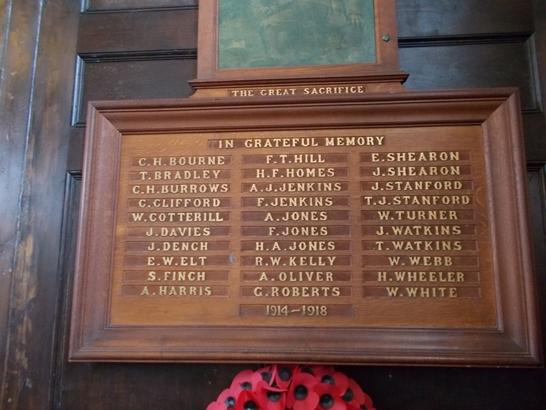 THE GREAT SACRIFICE
IN GRATEFUL MEMORY
C.H. BOURNE
T. BRADLEY
C.H. BURROWS
C. CLIFFORD
W. COTTERILL
J. DAVIES
J. DENCH
E.W. ELT
S. FINCH
A. HARRIS
F.T. HILL
H.F. HOMES
A.J. JENKINS
F. JENKINS
A. JONES
F. JONES
H.A. JONES
R.W. KELLY
A. OLIVER
G. ROBERTS
E. SHEARON
J. SHEARON
J. STANFORD
T.J. STANFORD
W. TURNER
J. WATKINS
T. WATKINS
W. WEBB
H. WHEELER
W. WHITE
1914-1918